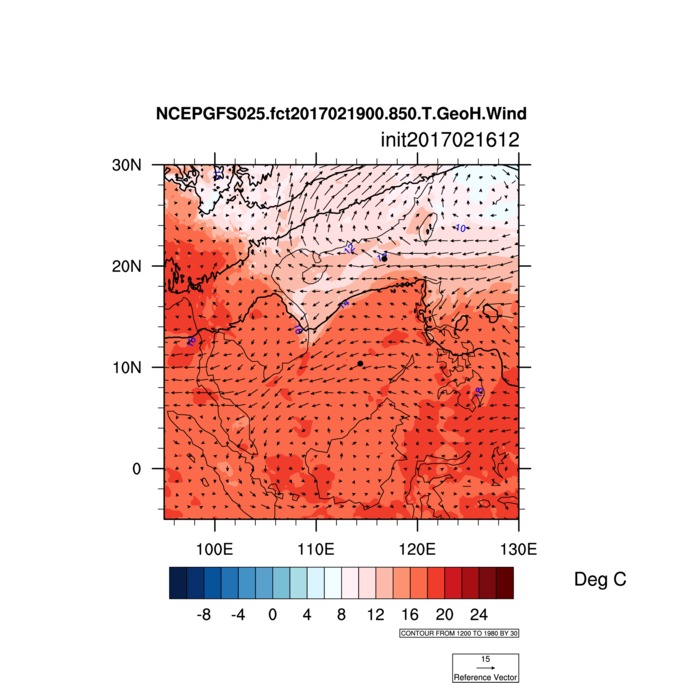 NCEPGFS025.fct2017021900.850.T.GeoH.Wind
init2017021612
30N
20N
10N
0
100E 110E 120E 130E
-8 -4 0 4 8 12 16 20 24
Deg C
CONTOUR FROM 1200 TO 1980 BY 30
15
Reference Vector